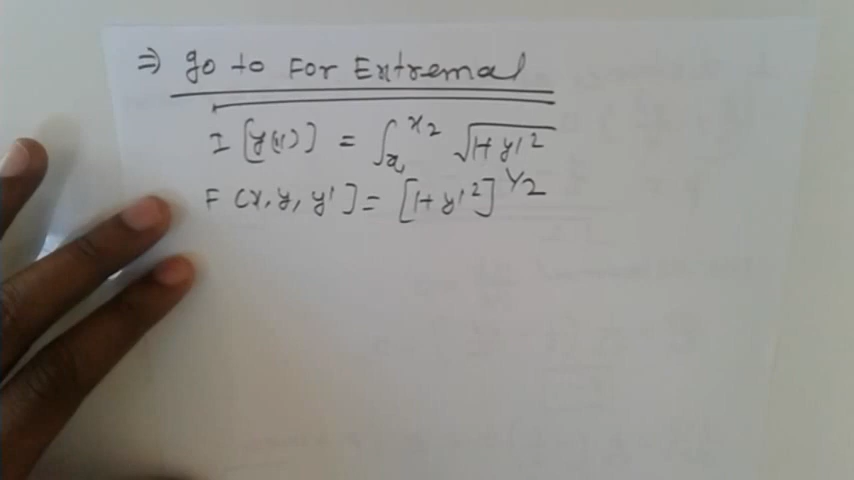 ⇒ go to For Extremal
I [y(x)] = ∫x₁ x₂ √1+y'²
F (x, y, y'] = [1+y'²]^1/2